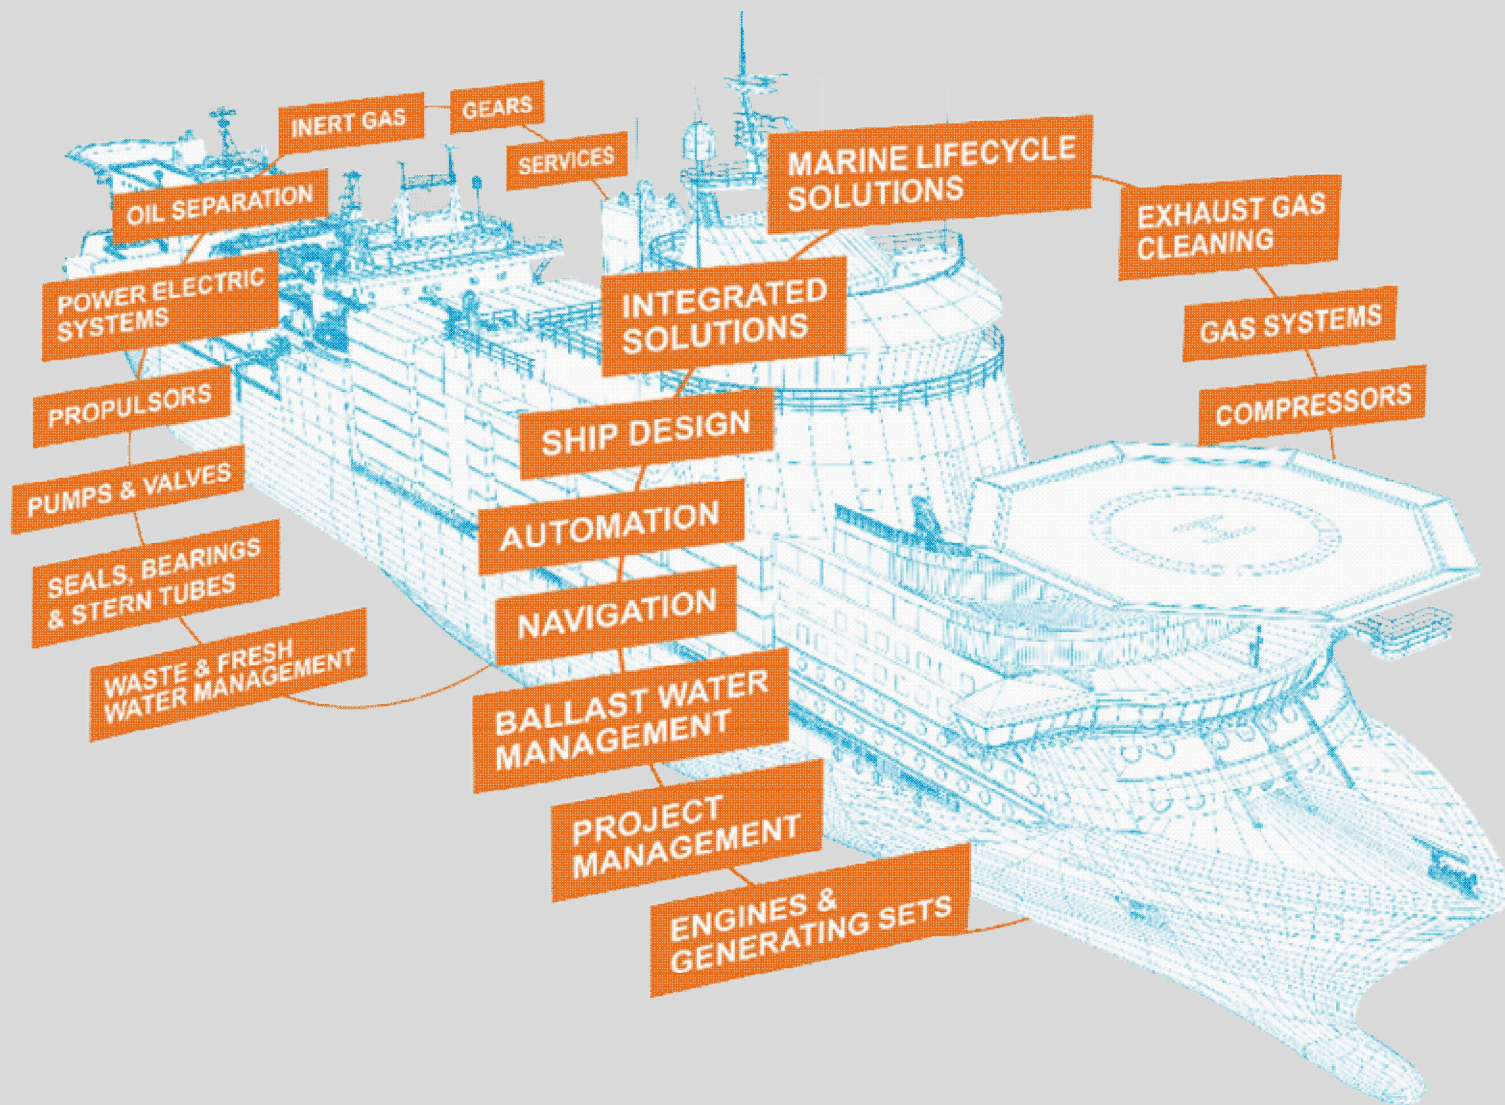 INERT GAS
GEARS
SERVICES
OIL SEPARATION
POWER ELECTRIC
SYSTEMS
PROPULSORS
PUMPS & VALVES
SEALS, BEARINGS
& STERN TUBES
WASTE & FRESH
WATER MANAGEMENT
MARINE LIFECYCLE
SOLUTIONS
INTEGRATED
SOLUTIONS
SHIP DESIGN
AUTOMATION
NAVIGATION
BALLAST WATER
MANAGEMENT
PROJECT
MANAGEMENT
ENGINES &
GENERATING SETS
EXHAUST GAS
CLEANING
GAS SYSTEMS
COMPRESSORS
H